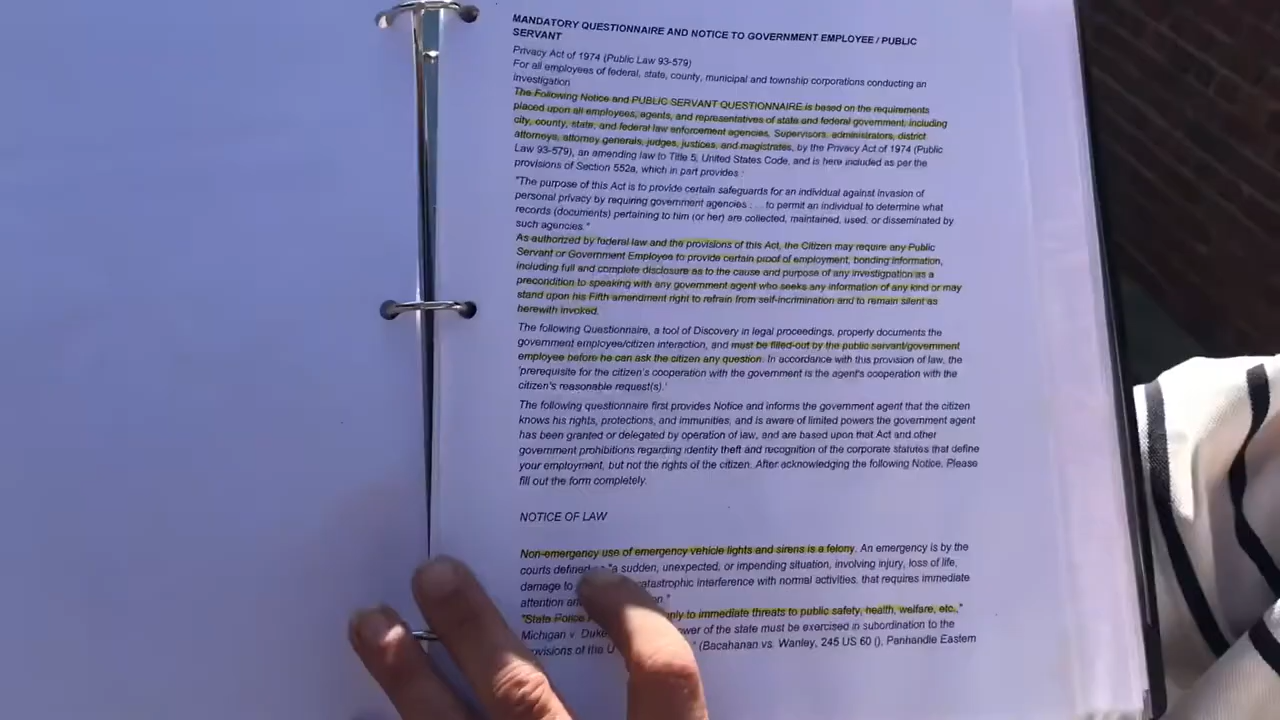 MANDATORY QUESTIONNAIRE AND NOTICE TO GOVERNMENT EMPLOYEE / PUBLIC
SERVANT
Privacy Act of 1974 (Public Law 93-579)
For all employees of federal, state, county, municipal and township corporations conducting an
investigation
The Following Notice and PUBLIC SERVANT QUESTIONNAIRE is based on the requirements
placed upon all employees, agents, and representatives of state and federal government, including
city, county, state, and federal law enforcement agencies, Supervisors, administrators, district
attorneys, attorney generals, judges, justices, and magistrates, by the Privacy Act of 1974 (Public
Law 93-579), an amending law to Title 5, United States Code, and is here included as per the
provisions of Section 552a, which in part provides :
"The purpose of this Act is to provide certain safeguards for an individual against invasion of
personal privacy by requiring government agencies : ... to permit an individual to determine what
records (documents) pertaining to him (or her) are collected, maintained, used, or disseminated by
such agencies."
As authorized by federal law and the provisions of this Act, the Citizen may require any Public
Servant or Government Employee to provide certain proof of employment, bonding information,
including full and complete disclosure as to the cause and purpose of any investigpation as a
precondition to speaking with any government agent who seeks any information of any kind or may
stand upon his Fifth amendment right to refrain from self-incrimination and to remain silent as
herewith invoked.
The following Questionnaire, a tool of Discovery in legal proceedings, properly documents the
government employee/citizen interaction, and must be filled-out by the public servant/government
employee before he can ask the citizen any question. In accordance with this provision of law, the
'prerequisite for the citizen's cooperation with the government is the agent's cooperation with the
citizen's reasonable request(s).'
The following questionnaire first provides Notice and informs the government agent that the citizen
knows his rights, protections, and immunities, and is aware of limited powers the government agent
has been granted or delegated by operation of law, and are based upon that Act and other
government prohibitions regarding identity theft and recognition of the corporate statutes that define
your employment, but not the rights of the citizen. After acknowledging the following Notice, Please
fill out the form completely.
NOTICE OF LAW
Non-emergency use of emergency vehicle lights and sirens is a felony. An emergency is by the
courts defined "a sudden, unexpected, or impending situation, involving injury, loss of life,
damage to catastrophic interference with normal activities, that requires immediate
attention
"State Police only to immediate threats to public safety, health, welfare, etc.,"
Michigan v. Duke of the state must be exercised in subordination to the
of the (Bacahanan vs. Wanley, 245 US 60 (), Panhandle Eastern